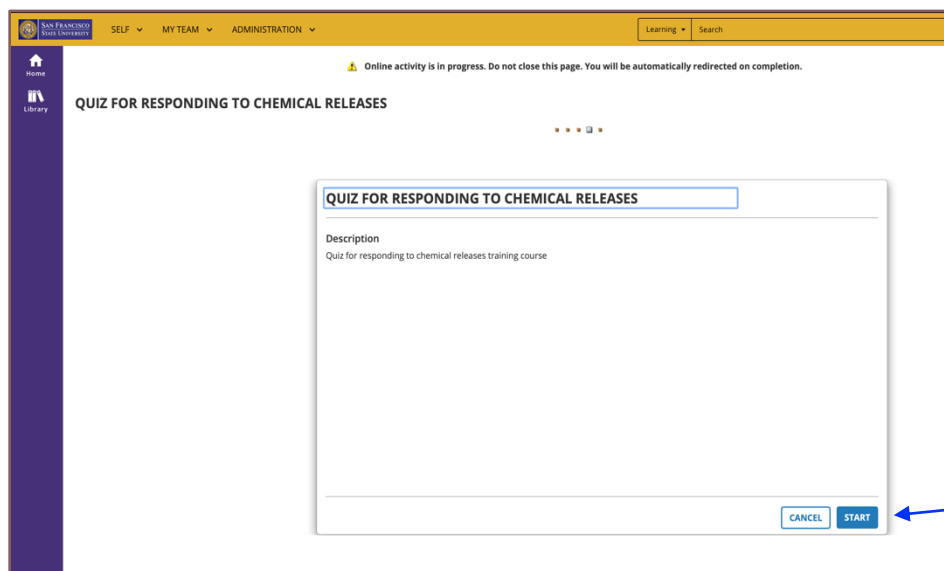 SAN FRANCISCO
STATE UNIVERSITY
SELF
MY TEAM
ADMINISTRATION
Learning
Search
Home
Library
Online activity is in progress. Do not close this page. You will be automatically redirected on completion.
QUIZ FOR RESPONDING TO CHEMICAL RELEASES
QUIZ FOR RESPONDING TO CHEMICAL RELEASES
Description
Quiz for responding to chemical releases training course
CANCEL
START